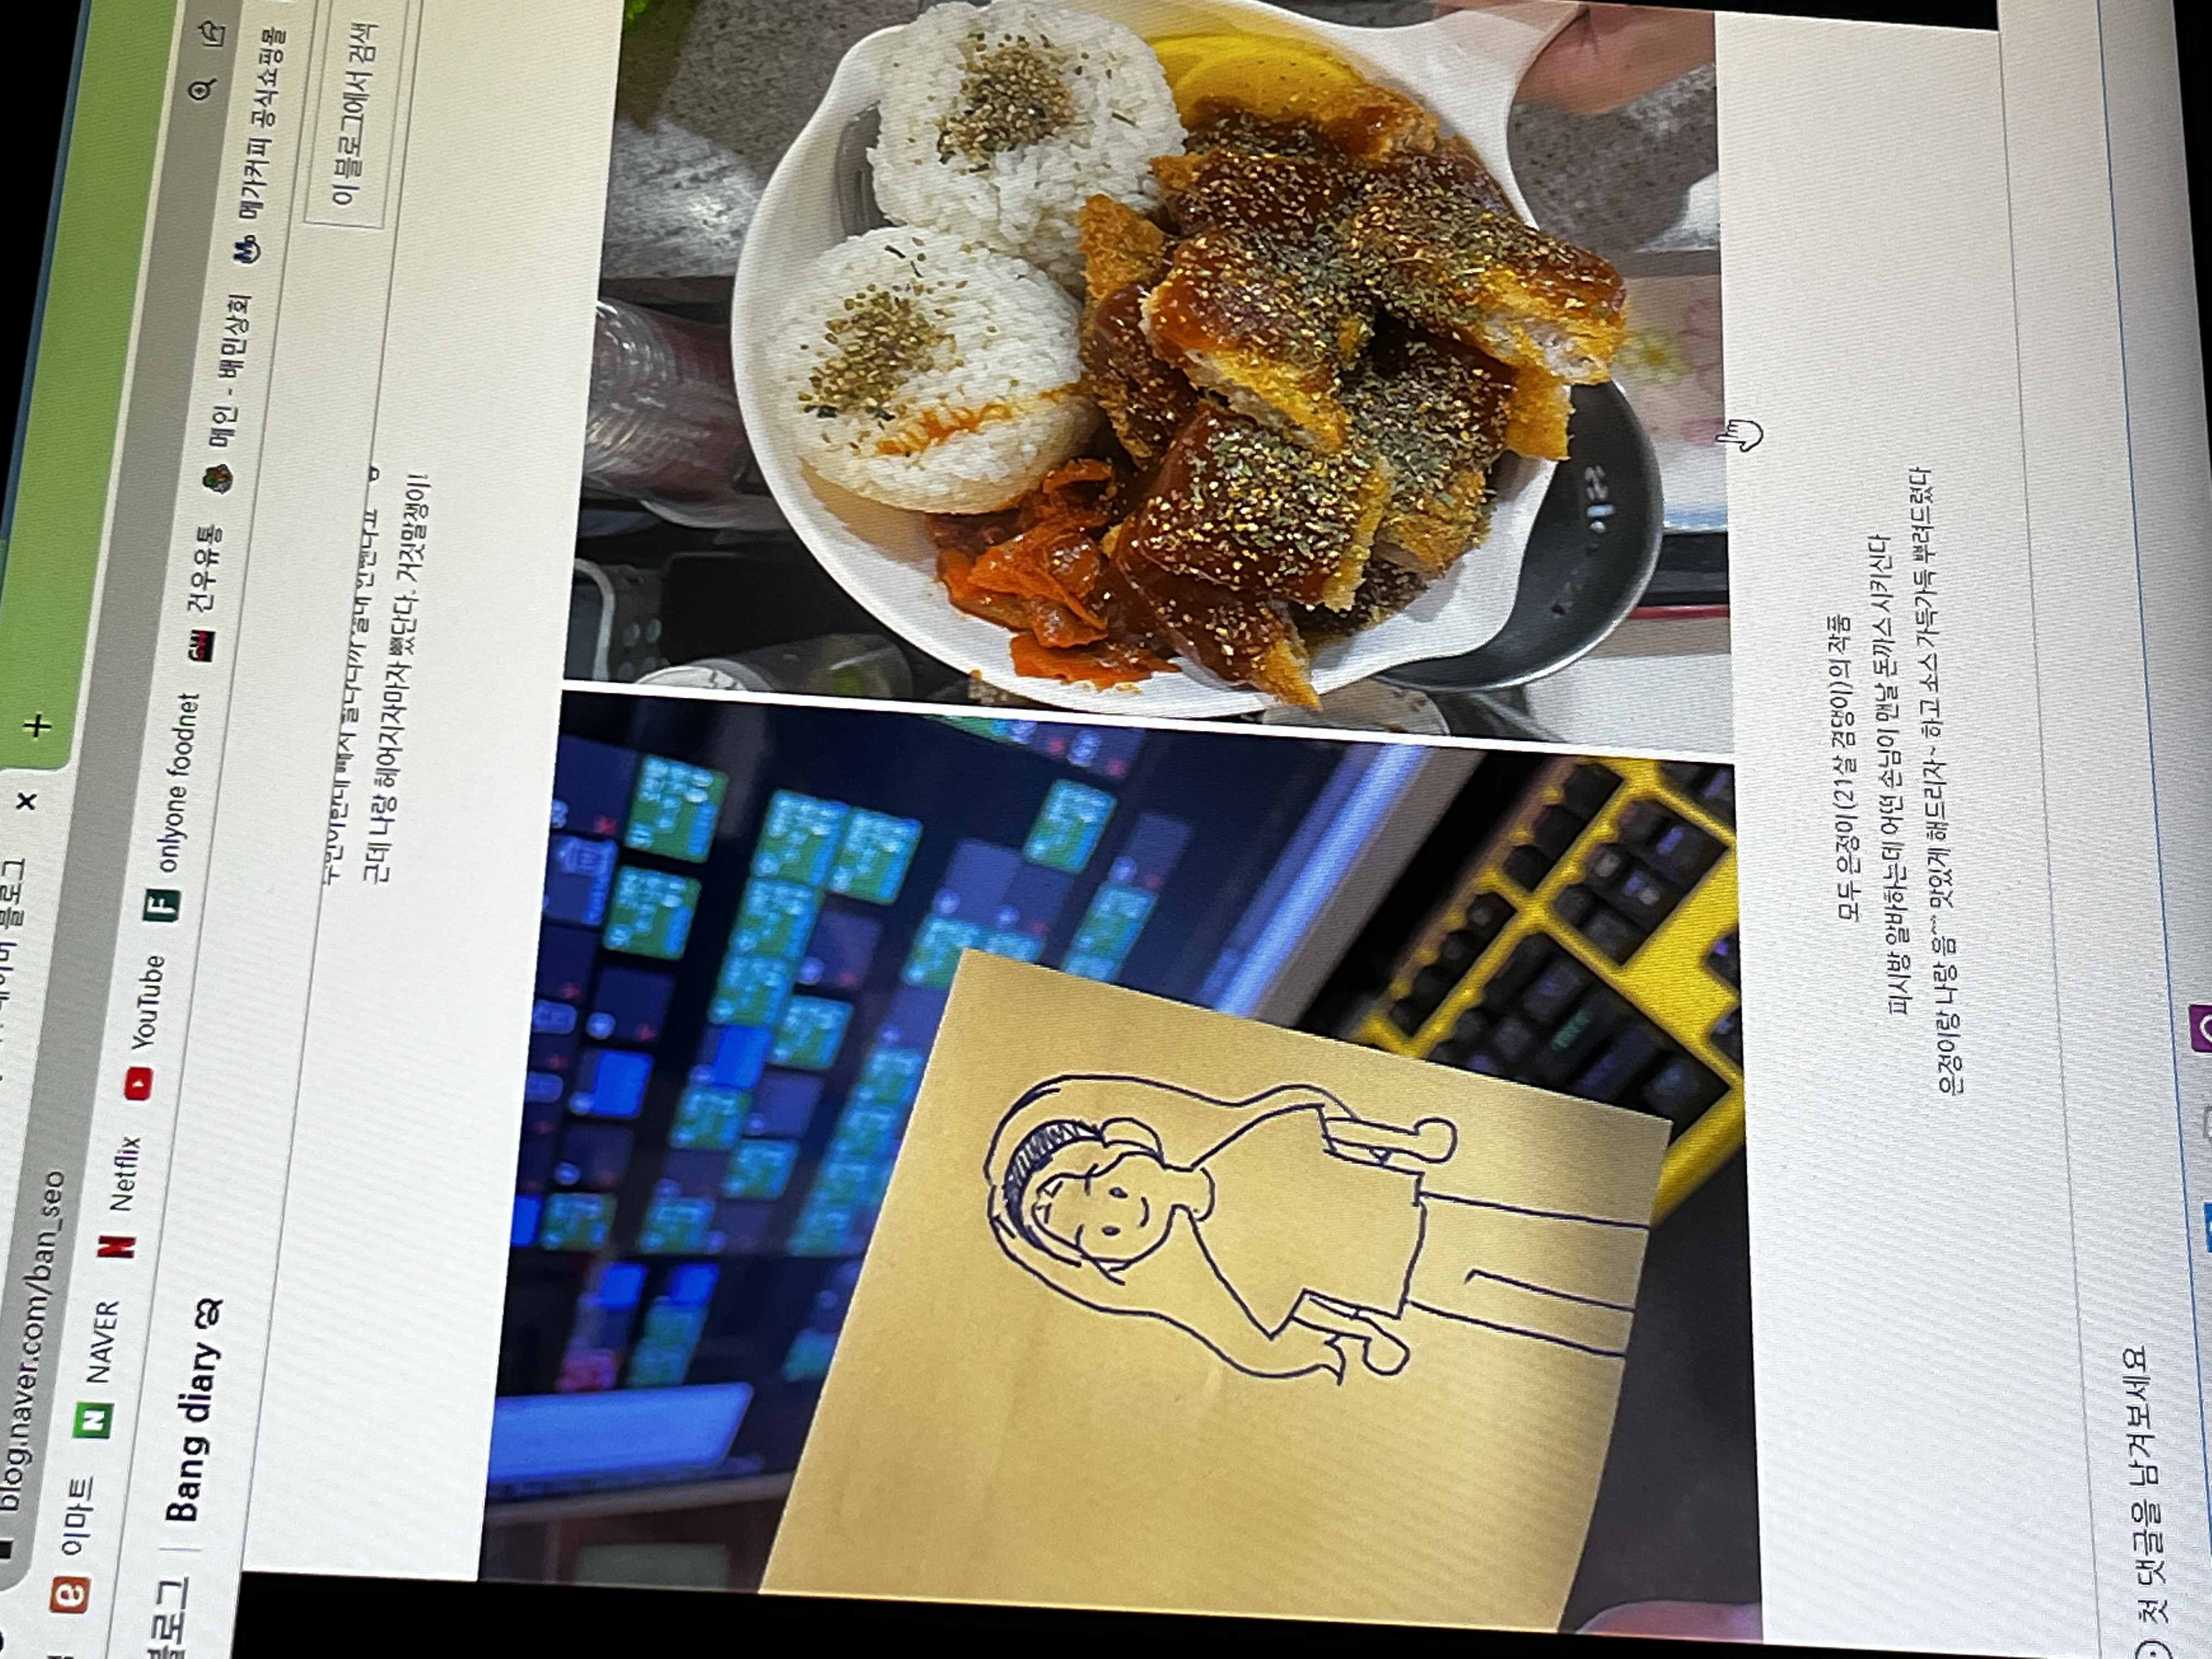 블로그
blog.naver.com/ban_seo
이마트
NAVER
Netflix
YouTube
onlyone foodnet
건우유통
메인 - 배민상회
메가커피 공식쇼핑몰
블로그
Bang diary
이 블로그에서 검색
근데 나랑 헤어지자마자 뺐단다. 거짓말쟁이!
모두 은정이(21살 겸댕이)의 작품
피시방 알바하는데 어떤 손님이 맨날 돈까스 시키신다
은정이랑 나랑 음^^ 맛있게 해드리자~ 하고 소스 가득가득 뿌려드렸다
첫 댓글을 남겨보세요